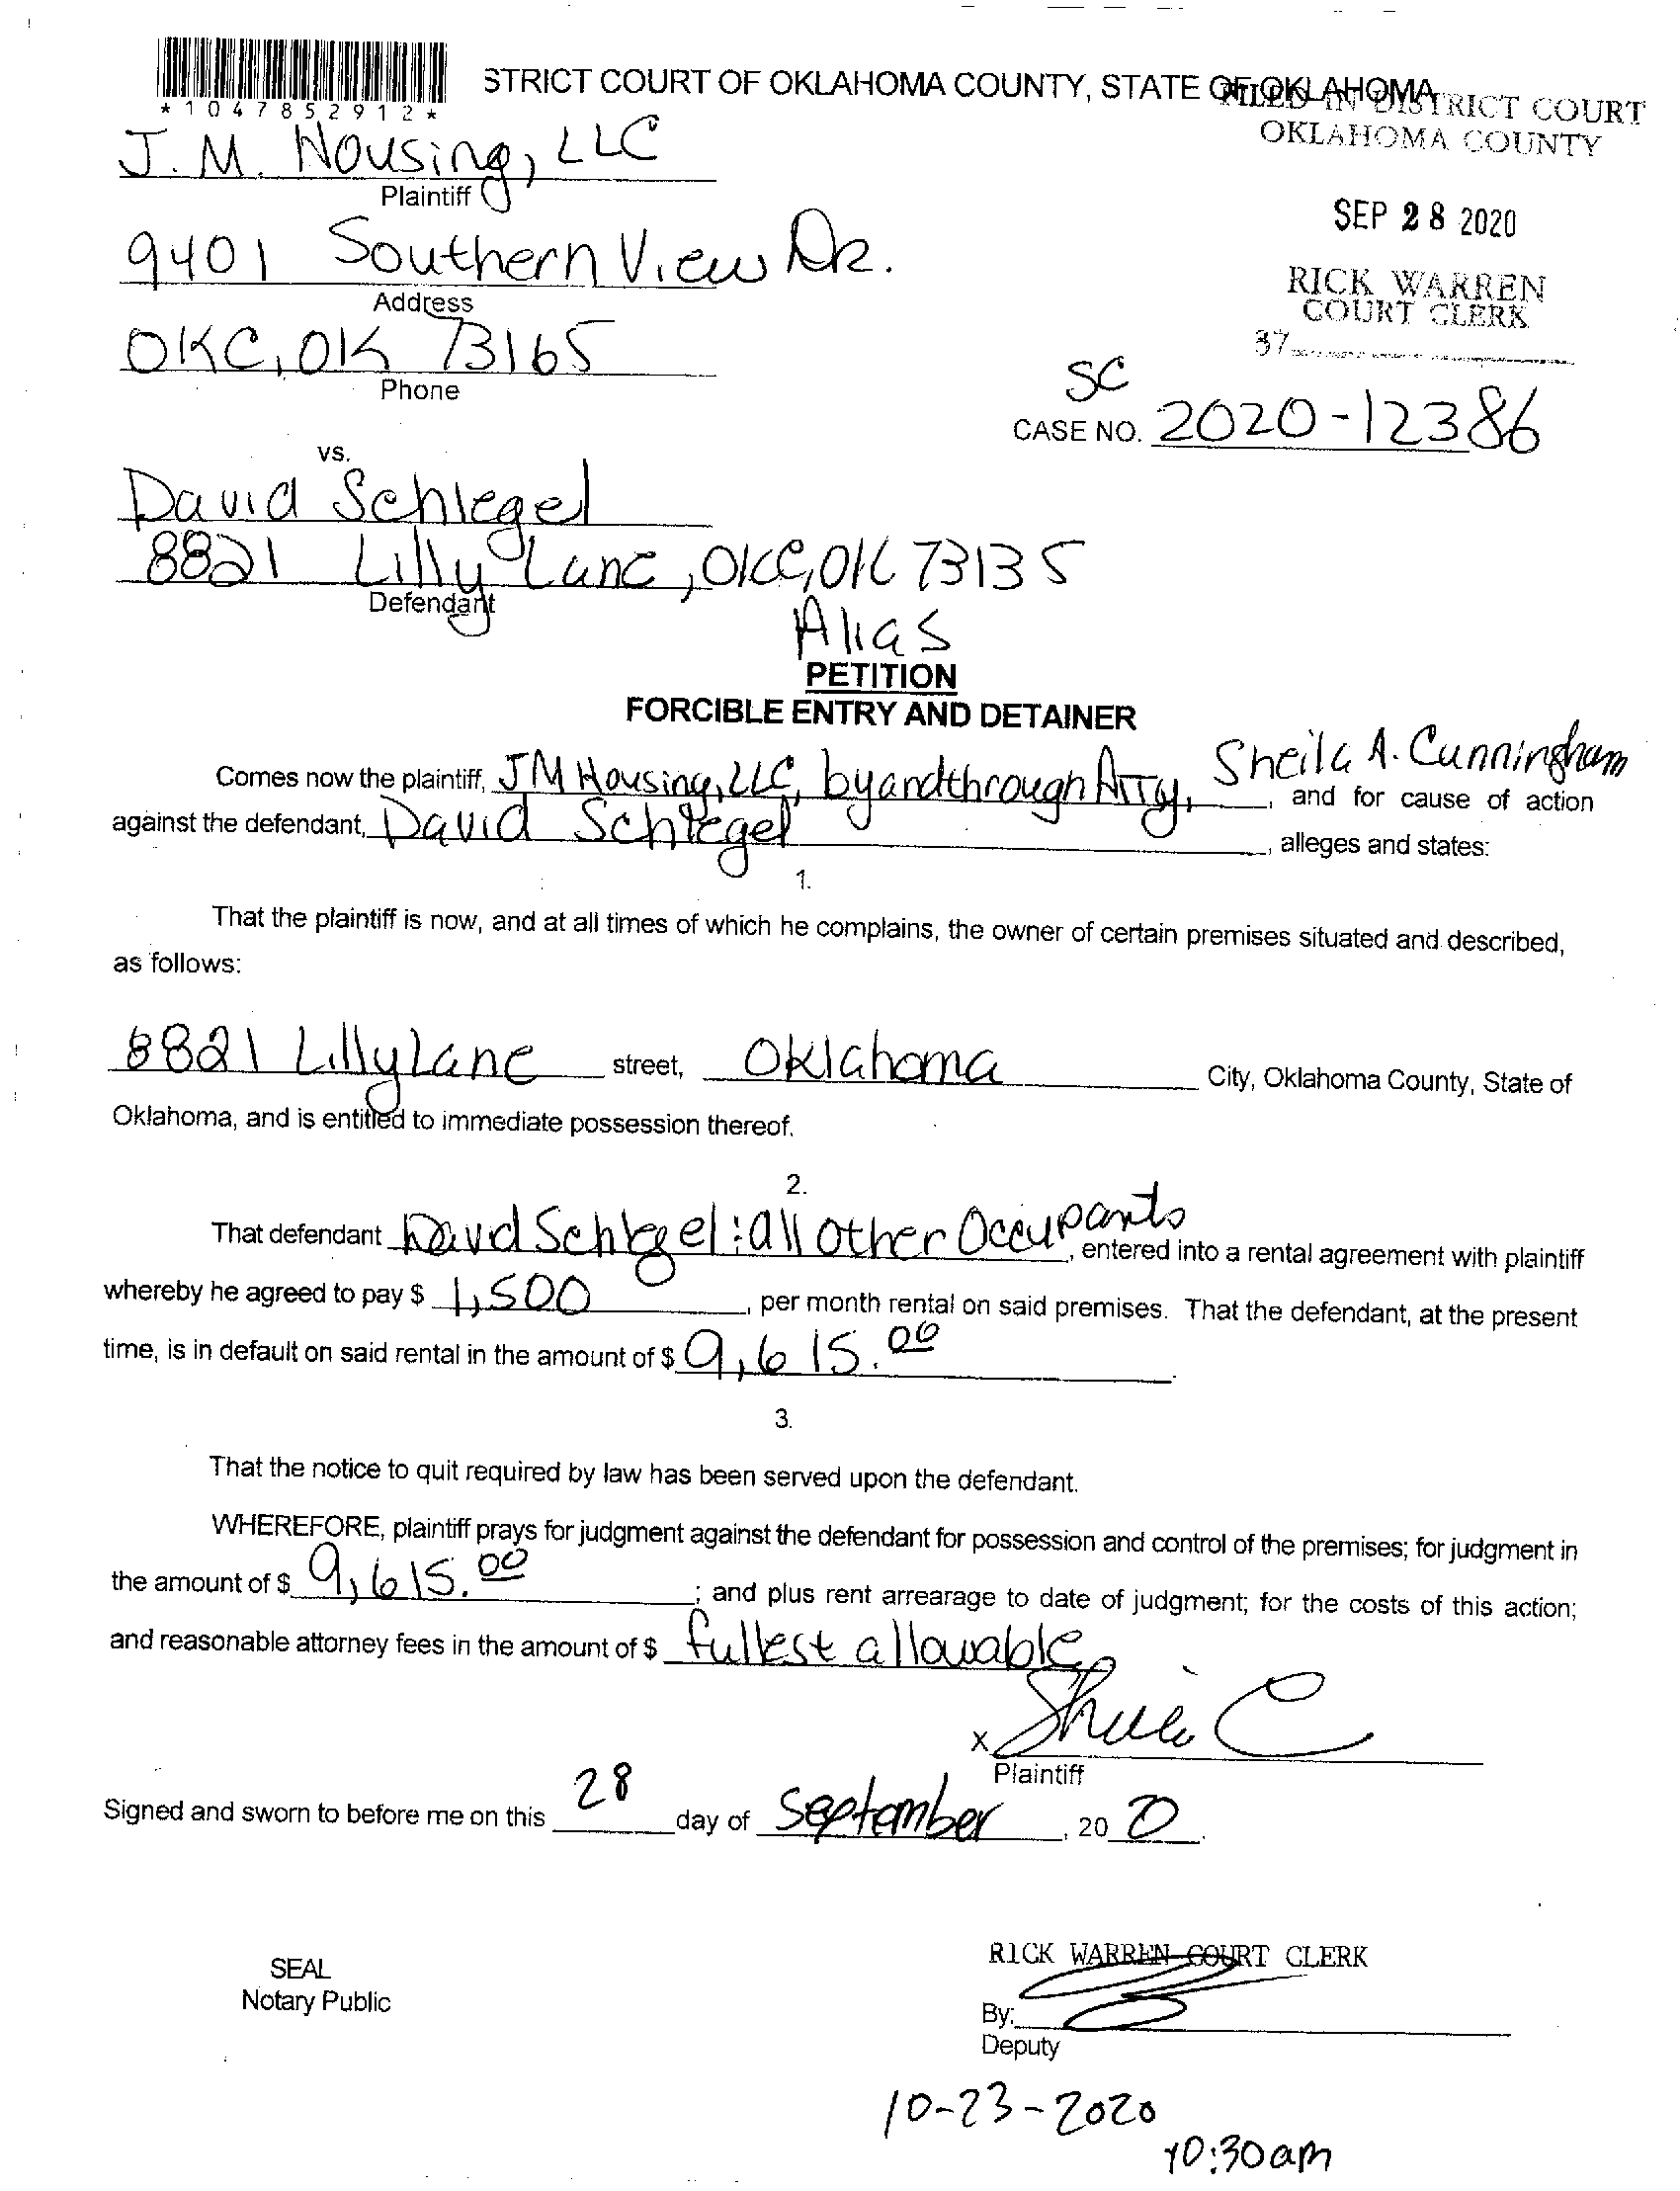 STRICT COURT OF OKLAHOMA COUNTY, STATE OF OKLAHOMA
FILED IN DISTRICT COURT
OKLAHOMA COUNTY
*1047852912*
J.M. Housing, LLC
Plaintiff
SEP 28 2020
9401 Southern View Dr.
Address
RICK WARREN
COURT CLERK
OKC, OK 73165
Phone
37
SC
CASE NO. 2020-12386
vs.
David Schlegel
8821 Lilly Lane, OKC, OK 73135
Defendant
Alias
PETITION
FORCIBLE ENTRY AND DETAINER
Comes now the plaintiff, JM Housing, LLC, by and through Atty, Sheila A. Cunningham, and for cause of action
against the defendant, David Schlegel, alleges and states:
1.
That the plaintiff is now, and at all times of which he complains, the owner of certain premises situated and described,
as follows:
8821 Lilly Lane street, Oklahoma City, Oklahoma County, State of
Oklahoma, and is entitled to immediate possession thereof.
2.
That defendant David Schlegel : all other Occupants, entered into a rental agreement with plaintiff
whereby he agreed to pay $ 1,500, per month rental on said premises. That the defendant, at the present
time, is in default on said rental in the amount of $ 9,615.00.
3.
That the notice to quit required by law has been served upon the defendant.
WHEREFORE, plaintiff prays for judgment against the defendant for possession and control of the premises; for judgment in
the amount of $ 9,615.00; and plus rent arrearage to date of judgment; for the costs of this action;
and reasonable attorney fees in the amount of $ fullest allowable
x Sheila C
Plaintiff
Signed and sworn to before me on this 28 day of September, 20 20.
RICK WARREN COURT CLERK
SEAL
Notary Public
By:
Deputy
10-23-2020
10:30am